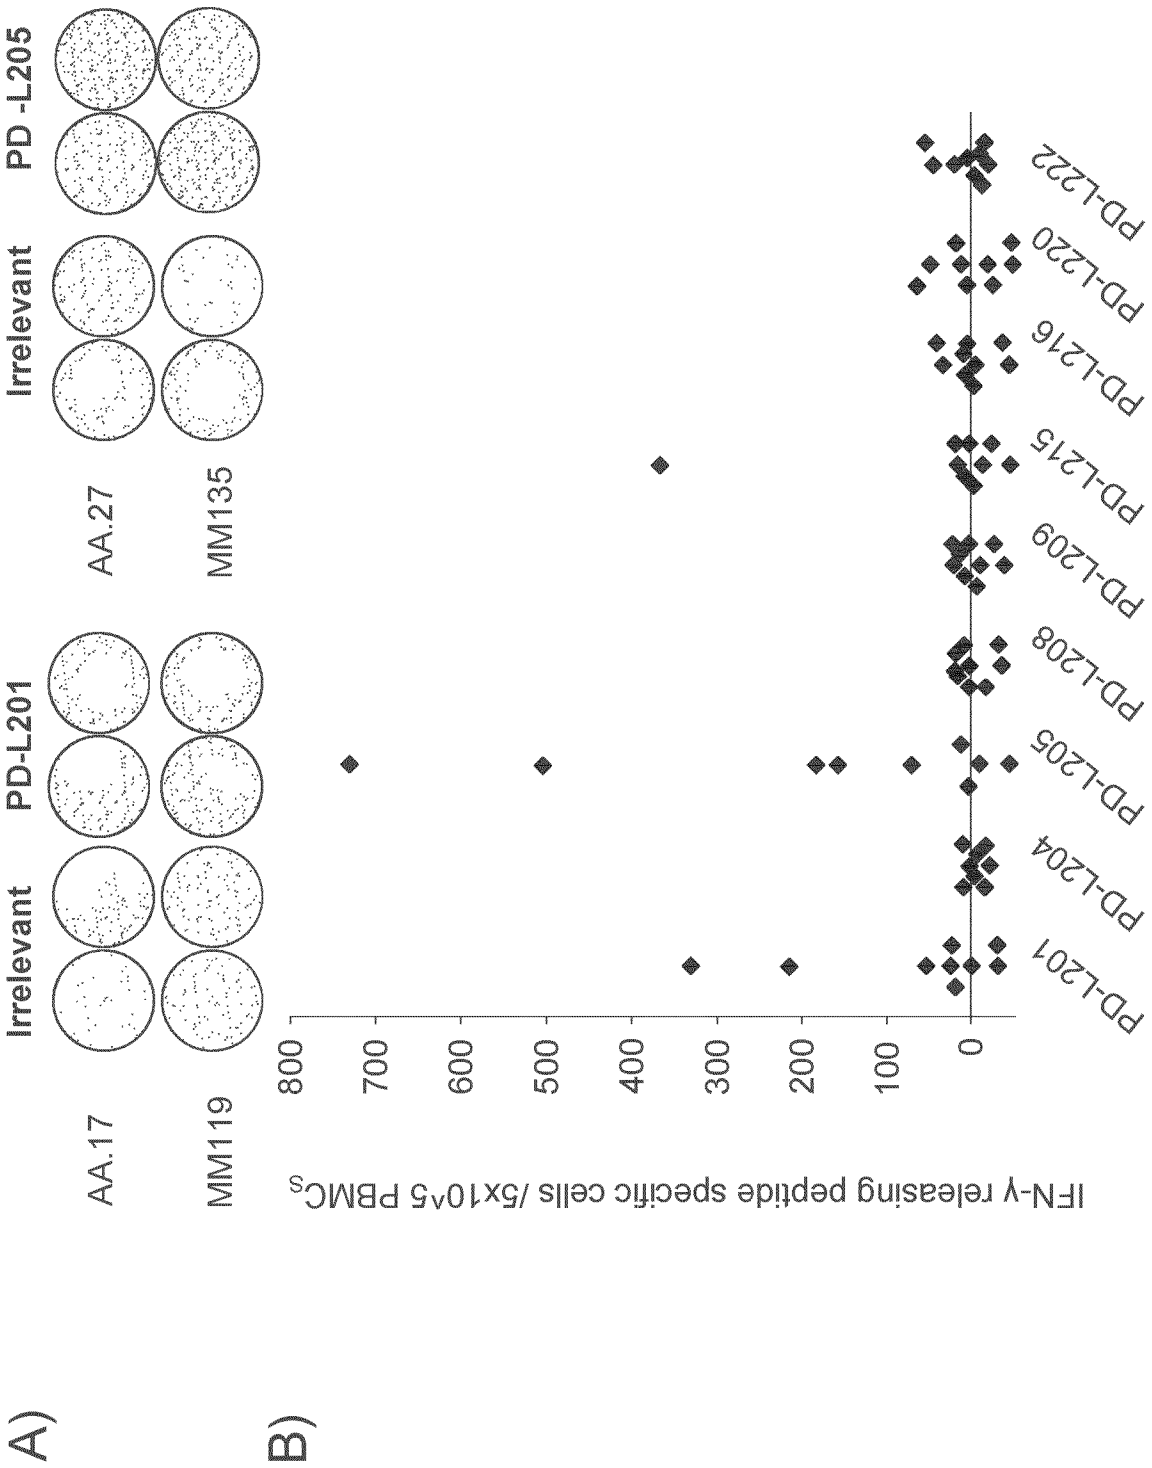 A)
Irrelevant PD-L201 Irrelevant PD -L205
AA.17 AA.27
MM119 MM135
B)
IFN-γ releasing peptide specific cells /5x10^5 PBMCs
800
700
600
500
400
300
200
100
0
PD-L201 PD-L204 PD-L205 PD-L208 PD-L209 PD-L215 PD-L216 PD-L220 PD-L222